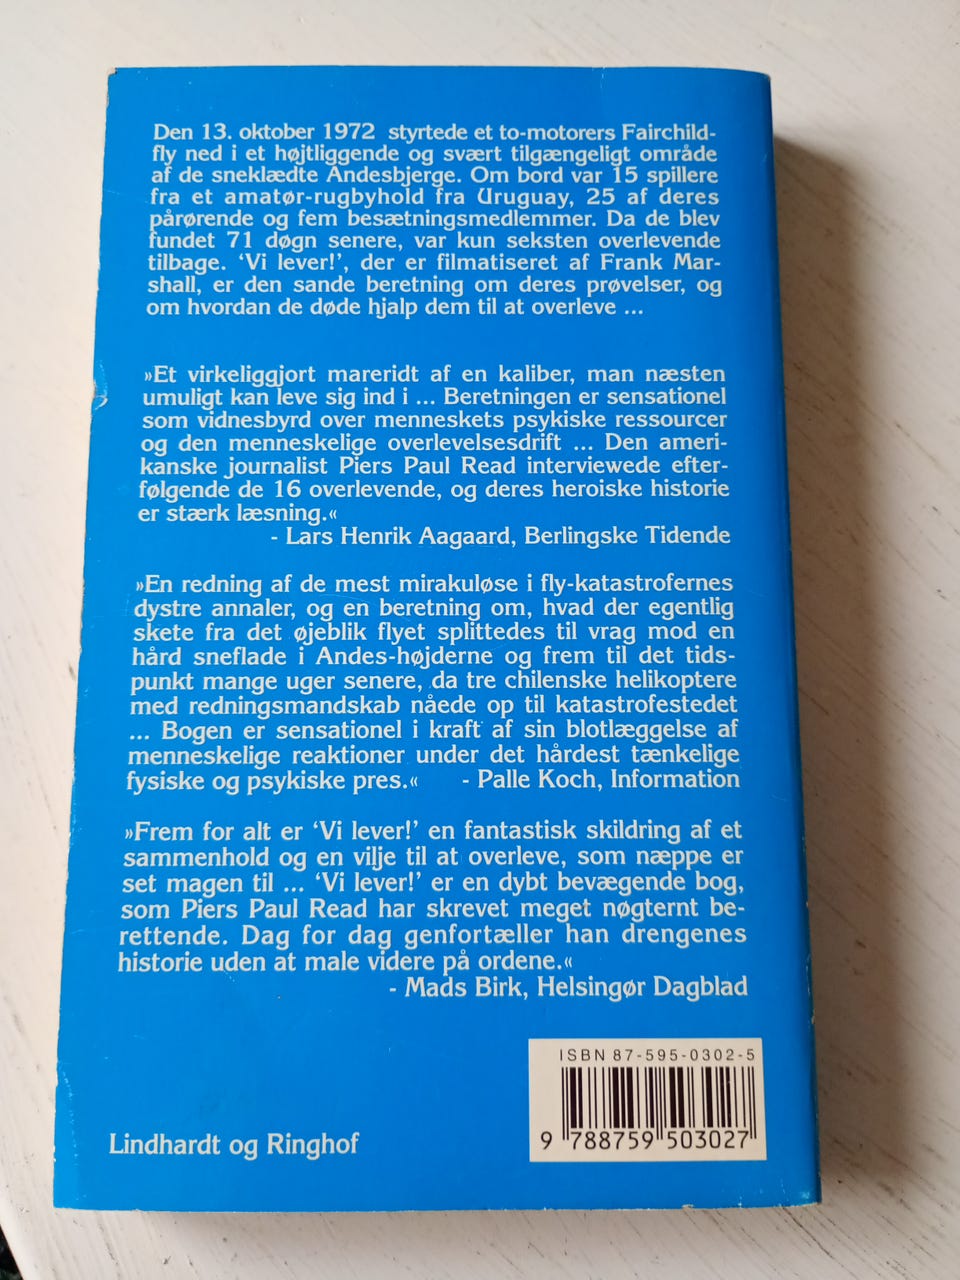 Den 13. oktober 1972 styrtede et to-motorers Fairchild-
fly ned i et højtliggende og svært tilgængeligt område
af de sneklædte Andesbjerge. Om bord var 15 spillere
fra et amatør-rugbyhold fra Uruguay, 25 af deres
pårørende og fem besætningsmedlemmer. Da de blev
fundet 71 døgn senere, var kun seksten overlevende
tilbage. ‘Vi lever!’, der er filmatiseret af Frank Mar-
shall, er den sande beretning om deres prøvelser, og
om hvordan de døde hjalp dem til at overleve ...
»Et virkeliggjort mareridt af en kaliber, man næsten
umuligt kan leve sig ind i ... Beretningen er sensationel
som vidnesbyrd over menneskets psykiske ressourcer
og den menneskelige overlevelsesdrift ... Den ameri-
kanske journalist Piers Paul Read interviewede efter-
følgende de 16 overlevende, og deres heroiske historie
er stærk læsning.«
- Lars Henrik Aagaard, Berlingske Tidende
»En redning af de mest mirakuløse i fly-katastrofernes
dystre annaler, og en beretning om, hvad der egentlig
skete fra det øjeblik flyet splittedes til vrag mod en
hård sneflade i Andes-højderne og frem til det tids-
punkt mange uger senere, da tre chilenske helikoptere
med redningsmandskab nåede op til katastrofestedet
... Bogen er sensationel i kraft af sin blotlæggelse af
menneskelige reaktioner under det hårdest tænkelige
fysiske og psykiske pres.« - Palle Koch, Information
»Frem for alt er ‘Vi lever!’ en fantastisk skildring af et
sammenhold og en vilje til at overleve, som næppe er
set magen til ... ‘Vi lever!’ er en dybt bevægende bog,
som Piers Paul Read har skrevet meget nøgternt be-
rettende. Dag for dag genfortæller han drengenes
historie uden at male videre på ordene.«
- Mads Birk, Helsingør Dagblad
ISBN 87-595-0302-5
9 788759 503027
Lindhardt og Ringhof